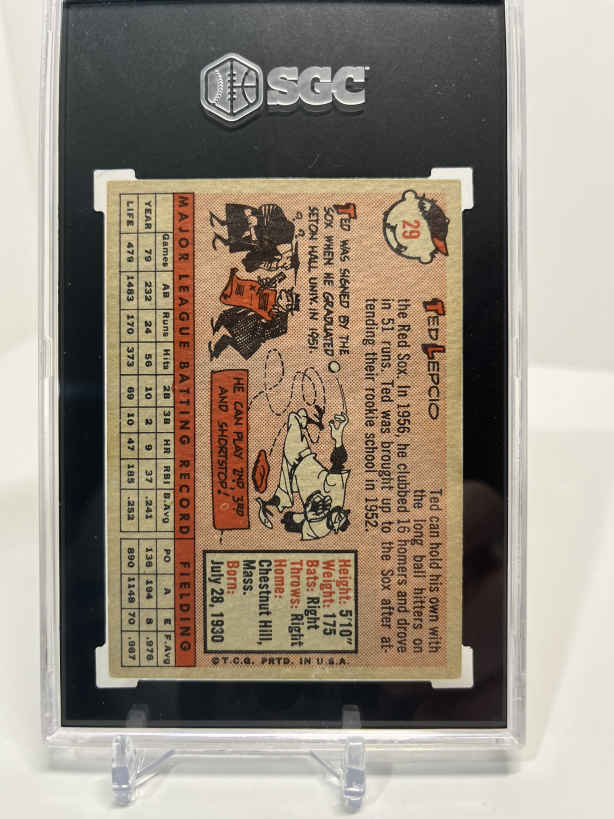 SGC
29
TED LEPCIO
Ted can hold his own with
the long ball hitters on
the Red Sox. In 1956, he clubbed 15 homers and drove
in 51 runs. Ted was brought up to the Sox after at-
tending their rookie school in 1952.
TED WAS SIGNED BY THE
SOX WHEN HE GRADUATED
SETON HALL UNIV. IN 1951.
HE CAN PLAY 2ND, 3RD
AND SHORTSTOP!
Height: 5'10"
Weight: 175
Bats: Right
Throws: Right
Home:
Chestnut Hill,
Mass.
Born:
July 28, 1930
©T.C.G. PRTD. IN U.S.A.
MAJOR LEAGUE BATTING RECORD FIELDING
Games AB Runs Hits 2B 3B HR RBI B.Avg PO A E F.Avg
YEAR 79 232 24 56 10 2 9 37 .241 136 194 8 .976
LIFE 479 1483 170 373 69 10 47 185 .252 890 1148 70 .967